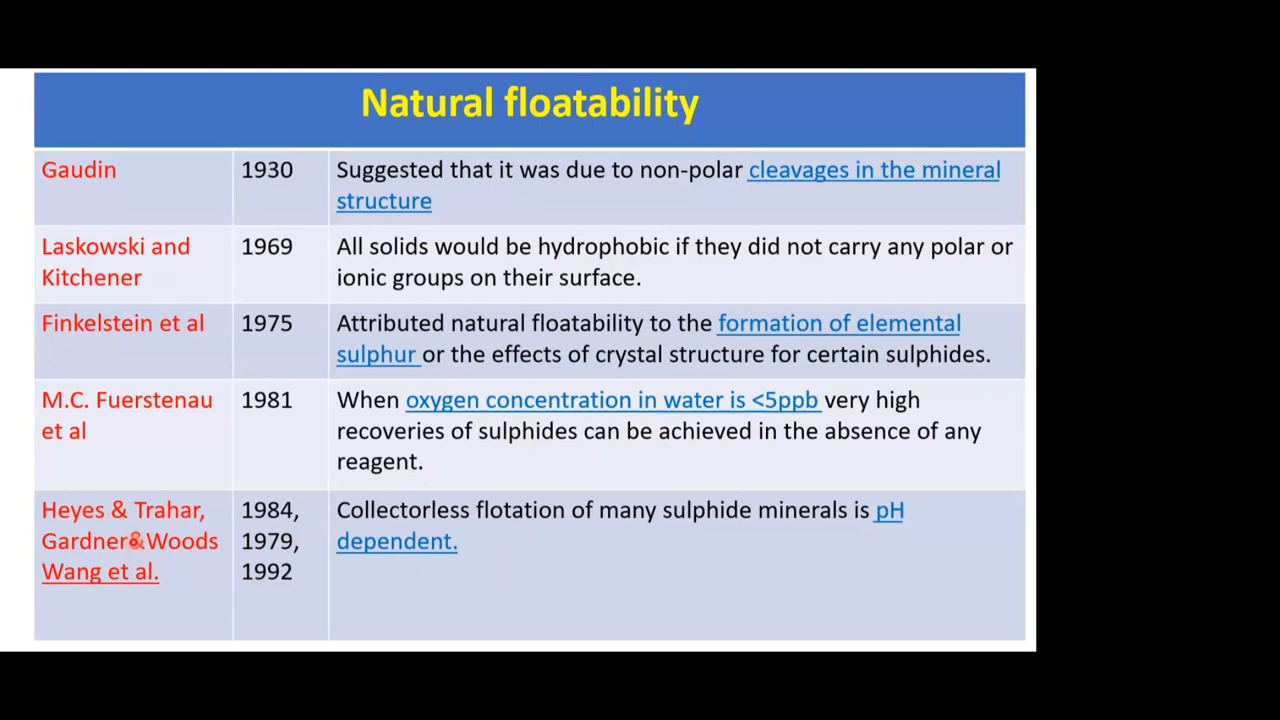 Natural floatability
Gaudin
1930
Suggested that it was due to non-polar cleavages in the mineral
structure
Laskowski and
Kitchener
1969
All solids would be hydrophobic if they did not carry any polar or
ionic groups on their surface.
Finkelstein et al
1975
Attributed natural floatability to the formation of elemental
sulphur or the effects of crystal structure for certain sulphides.
M.C. Fuerstenau
et al
1981
When oxygen concentration in water is <5ppb very high
recoveries of sulphides can be achieved in the absence of any
reagent.
Heyes & Trahar,
Gardner&Woods
Wang et al.
1984,
1979,
1992
Collectorless flotation of many sulphide minerals is pH
dependent.